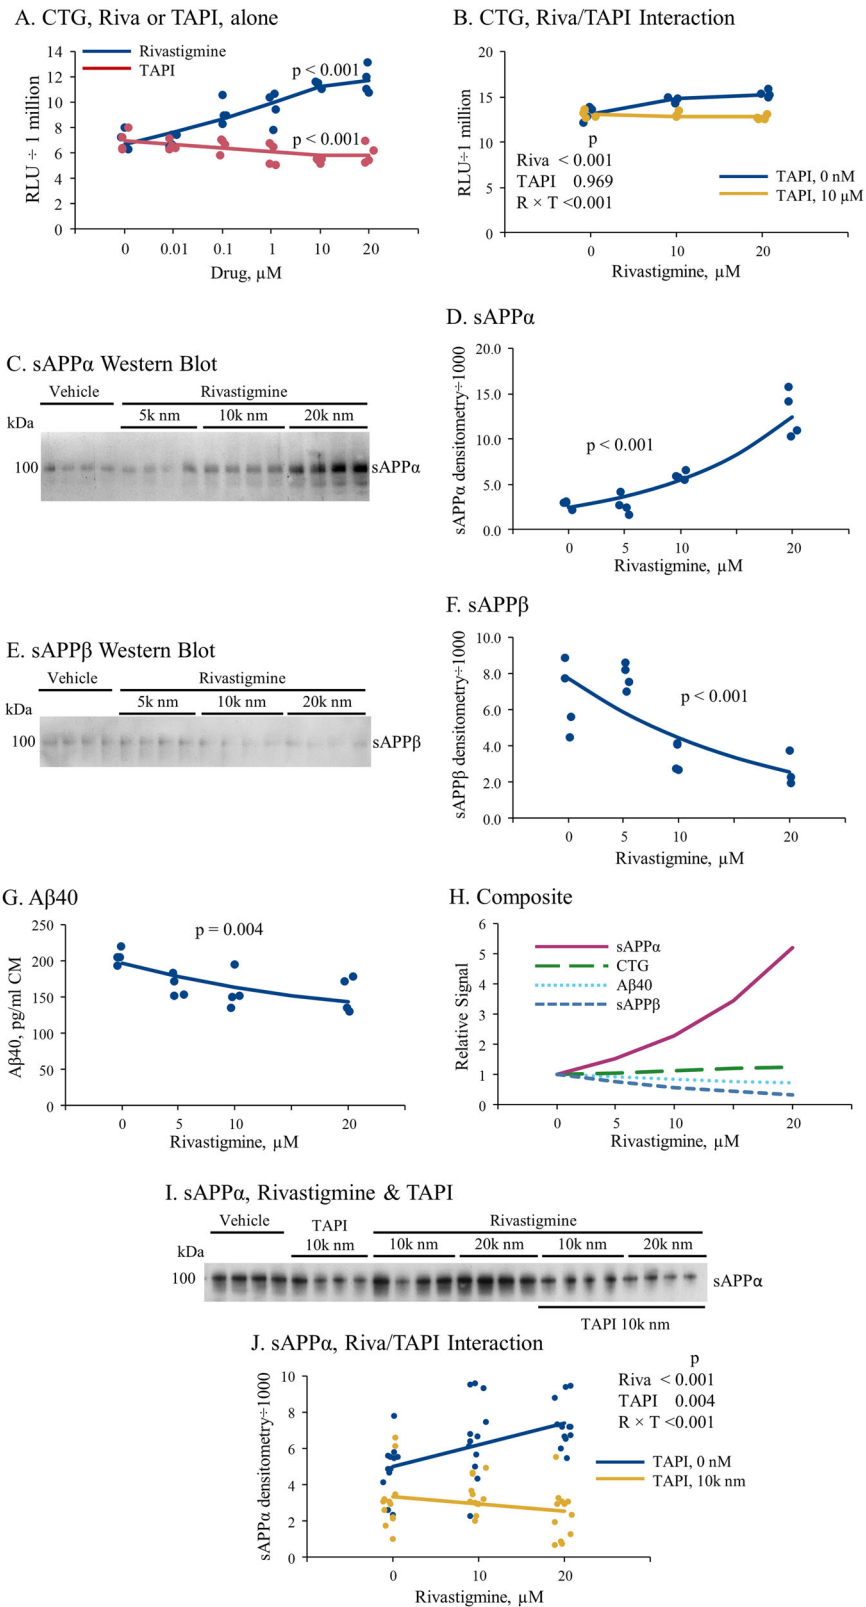 A. CTG, Riva or TAPI, alone
RLU ÷ 1 million
14
12
10
8
6
4
2
0
Rivastigmine
TAPI
p < 0.001
p < 0.001
0 0.01 0.1 1 10 20
Drug, µM
B. CTG, Riva/TAPI Interaction
RLU÷1 million
20
15
10
5
0
p
Riva < 0.001
TAPI 0.969
R × T <0.001
TAPI, 0 nM
TAPI, 10 µM
0 10 20
Rivastigmine, µM
C. sAPPα Western Blot
Vehicle Rivastigmine
kDa 5k nm 10k nm 20k nm
100 sAPPα
D. sAPPα
sAPPα densitometry÷1000
20.0
15.0
10.0
5.0
0.0
p < 0.001
0 5 10 20
Rivastigmine, µM
E. sAPPβ Western Blot
Vehicle Rivastigmine
kDa 5k nm 10k nm 20k nm
100 sAPPβ
F. sAPPβ
sAPPβ densitometry÷1000
10.0
8.0
6.0
4.0
2.0
0.0
p < 0.001
0 5 10 20
Rivastigmine, µM
G. Aβ40
Aβ40, pg/ml CM
250
200
150
100
50
0
p = 0.004
0 5 10 20
Rivastigmine, µM
H. Composite
Relative Signal
6
5
4
3
2
1
0
sAPPα
CTG
Aβ40
sAPPβ
0 5 10 20
Rivastigmine, µM
I. sAPPα, Rivastigmine & TAPI
Vehicle TAPI Rivastigmine
kDa 10k nm 10k nm 20k nm 10k nm 20k nm
100 sAPPα
TAPI 10k nm
J. sAPPα, Riva/TAPI Interaction
sAPPα densitometry÷1000
10
8
6
4
2
0
p
Riva < 0.001
TAPI 0.004
R × T <0.001
TAPI, 0 nM
TAPI, 10k nm
0 10 20
Rivastigmine, µM